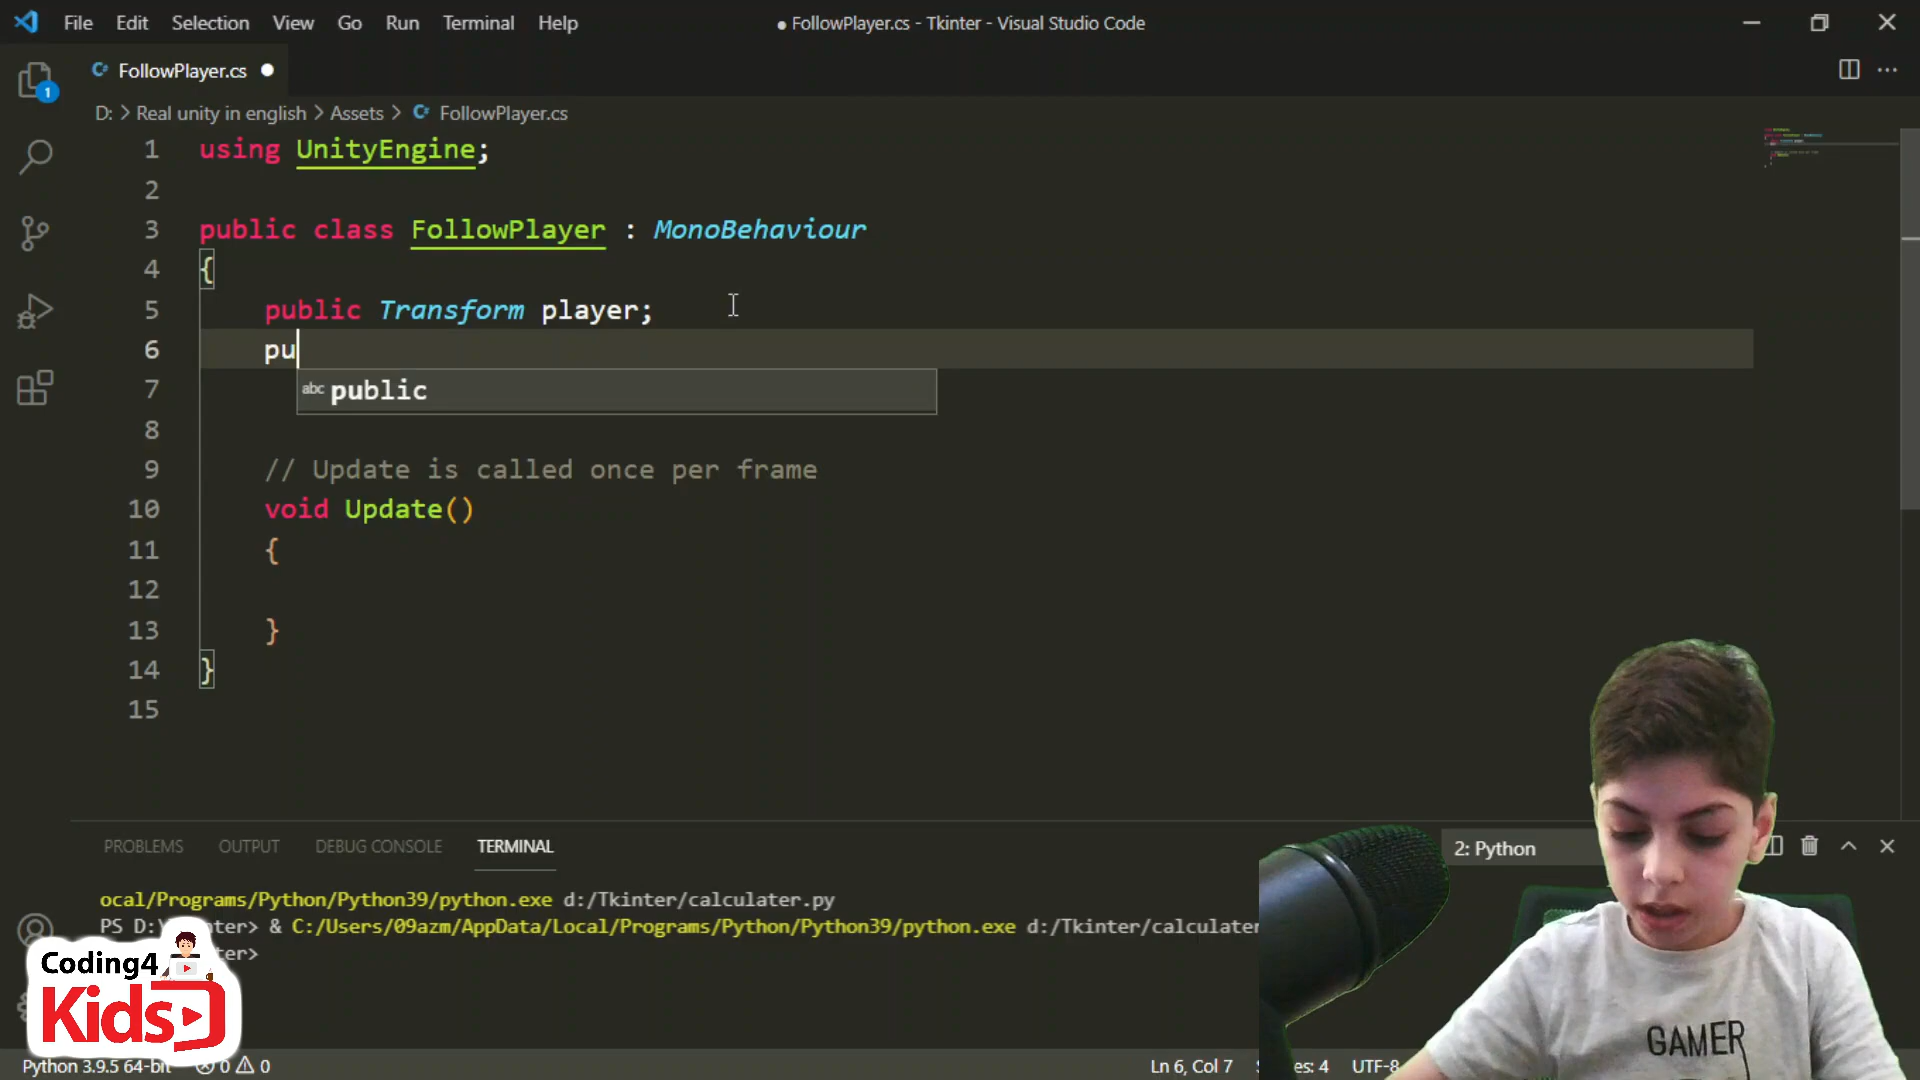 File Edit Selection View Go Run Terminal Help
● FollowPlayer.cs - Tkinter - Visual Studio Code
FollowPlayer.cs
D: > Real unity in english > Assets > FollowPlayer.cs
1 using UnityEngine;
2
3 public class FollowPlayer : MonoBehaviour
4 {
5 public Transform player;
6 pu
abc public
7
8
9 // Update is called once per frame
10 void Update()
11 {
12
13 }
14 }
15
1
PROBLEMS OUTPUT DEBUG CONSOLE TERMINAL
2: Python
ocal/Programs/Python/Python39/python.exe d:/Tkinter/calculater.py
PS D:\ nter> & C:/Users/09azm/AppData/Local/Programs/Python/Python39/python.exe d:/Tkinter/calculater
ter>
Coding4
Kids
GAMER
Python 3.9.5 64-bit 0 0
Ln 6, Col 7 es: 4 UTF-8